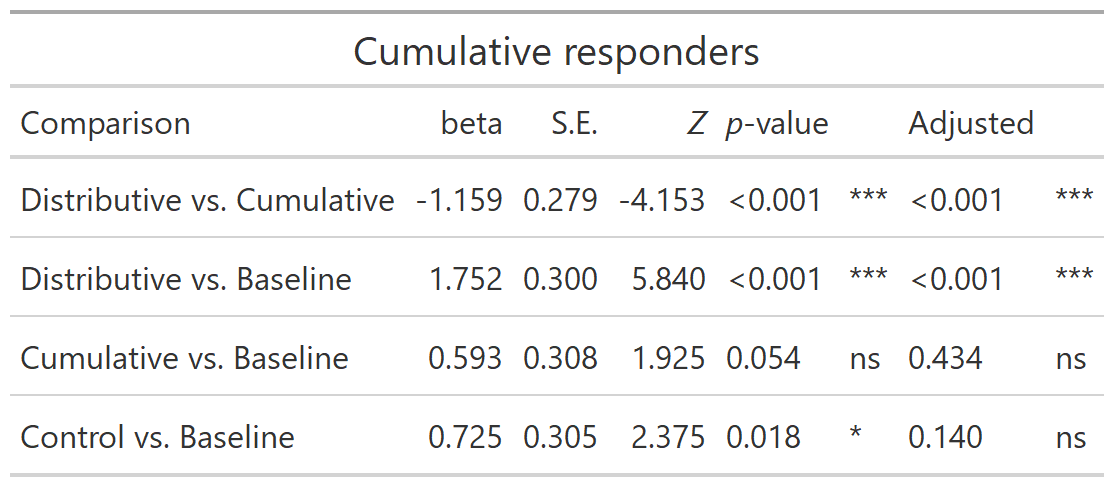 Cumulative responders
Comparison beta S.E. Z p-value Adjusted
Distributive vs. Cumulative -1.159 0.279 -4.153 <0.001 *** <0.001 ***
Distributive vs. Baseline 1.752 0.300 5.840 <0.001 *** <0.001 ***
Cumulative vs. Baseline 0.593 0.308 1.925 0.054 ns 0.434 ns
Control vs. Baseline 0.725 0.305 2.375 0.018 * 0.140 ns